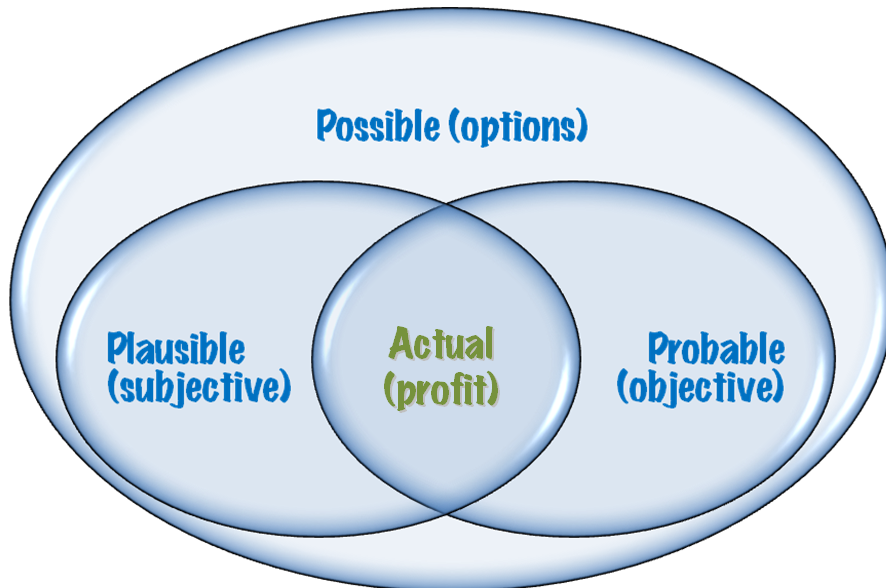 Possible (options)
Plausible
(subjective)
Actual
(profit)
Probable
(objective)